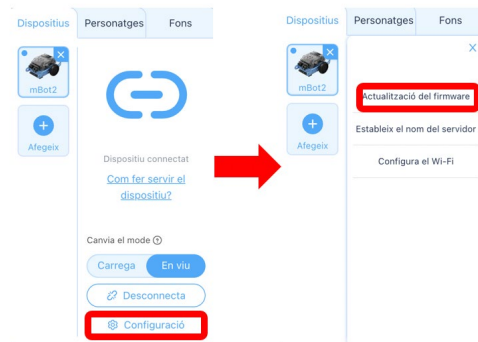 Dispositius
Personatges
Fons
mBot2
Afegeix
Dispositiu connectat
Com fer servir el
dispositiu?
Canvia el mode
Carrega
En viu
Desconnecta
Configuració
Dispositius
Personatges
Fons
mBot2
Afegeix
X
Actualització del firmware
Estableix el nom del servidor
Configura el Wi-Fi